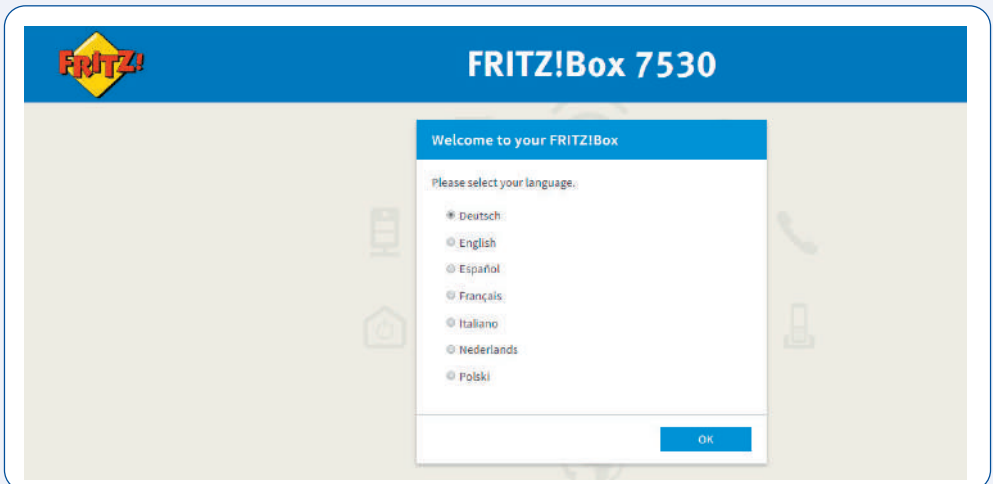 FRITZ!
FRITZ!Box 7530
Welcome to your FRITZ!Box
Please select your language.
Deutsch
English
Español
Français
Italiano
Nederlands
Polski
OK